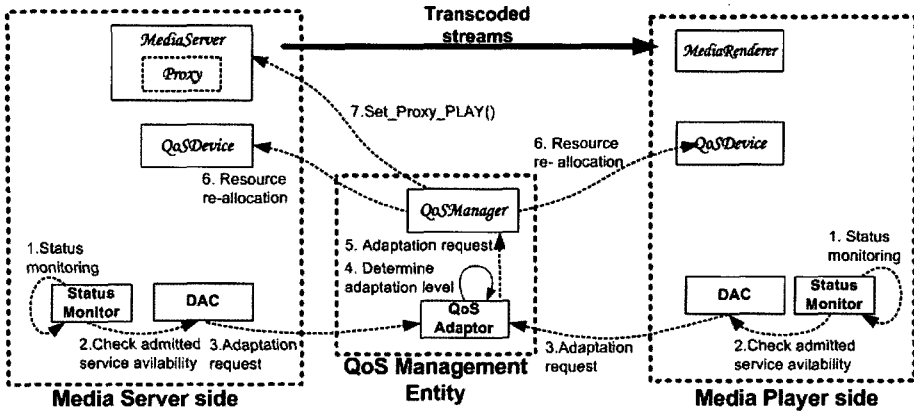 Transcoded
streams
MediaServer
Proxy
QoSDevice
6. Resource
re-allocation
1.Status
monitoring
Status
Monitor
DAC
2.Check admitted
service avilability
3.Adaptation
request
Media Server side
7.Set_Proxy_PLAY()
QoSManager
5. Adaptation request
4. Determine
adaptation level
QoS
Adaptor
QoS Management
Entity
MediaRenderer
QoSDevice
6. Resource
re- allocation
1. Status
monitoring
DAC
Status
Monitor
3.Adaptation
request
2.Check admitted
service avilability
Media Player side